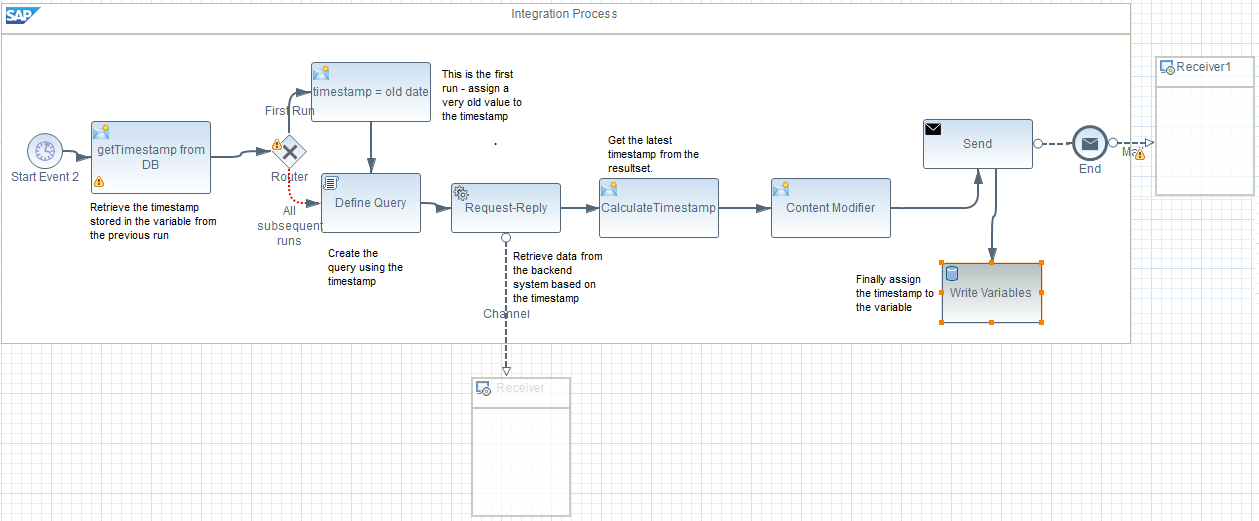 SAP
Integration Process
Start Event 2
getTimestamp from
DB
Retrieve the timestamp
stored in the variable from
the previous run
First Run
Router
All
subsequent
runs
timestamp = old date
This is the first
run - assign a
very old value to
the timestamp
Define Query
Create the
query using the
timestamp
Request-Reply
Retrieve data from
the backend
system based on
the timestamp
Channel
Receiver
Get the latest
timestamp from the
resultset.
CalculateTimestamp
Content Modifier
Send
Finally assign
the timestamp to
the variable
Write Variables
End
Receiver1